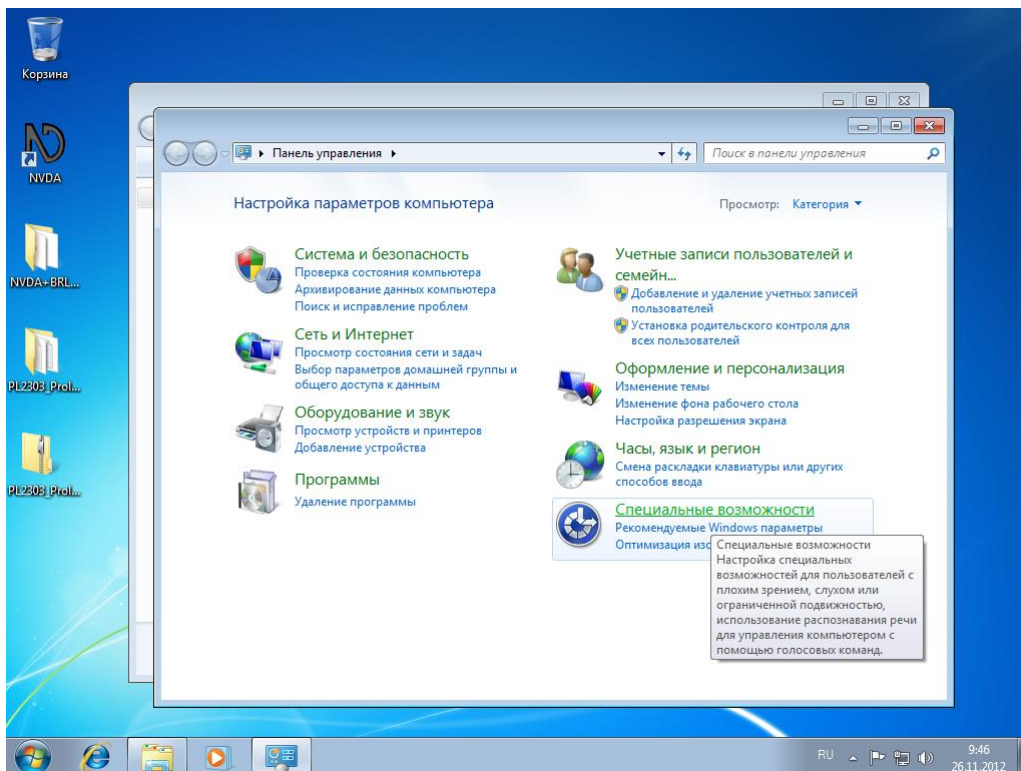 Корзина
NVDA
NVDA+BRL...
PL2303_Proli...
PL2303_Proli...
Панель управления
Поиск в панели управления
Настройка параметров компьютера
Просмотр: Категория
Система и безопасность
Проверка состояния компьютера
Архивирование данных компьютера
Поиск и исправление проблем
Сеть и Интернет
Просмотр состояния сети и задач
Выбор параметров домашней группы и
общего доступа к данным
Оборудование и звук
Просмотр устройств и принтеров
Добавление устройства
Программы
Удаление программы
Учетные записи пользователей и
семейн...
Добавление и удаление учетных записей
пользователей
Установка родительского контроля для
всех пользователей
Оформление и персонализация
Изменение темы
Изменение фона рабочего стола
Настройка разрешения экрана
Часы, язык и регион
Смена раскладки клавиатуры или других
способов ввода
Специальные возможности
Рекомендуемые Windows параметры
Оптимизация изо
Специальные возможности
Настройка специальных
возможностей для пользователей с
плохим зрением, слухом или
ограниченной подвижностью,
использование распознавания речи
для управления компьютером с
помощью голосовых команд.
RU
9:46
26.11.2012